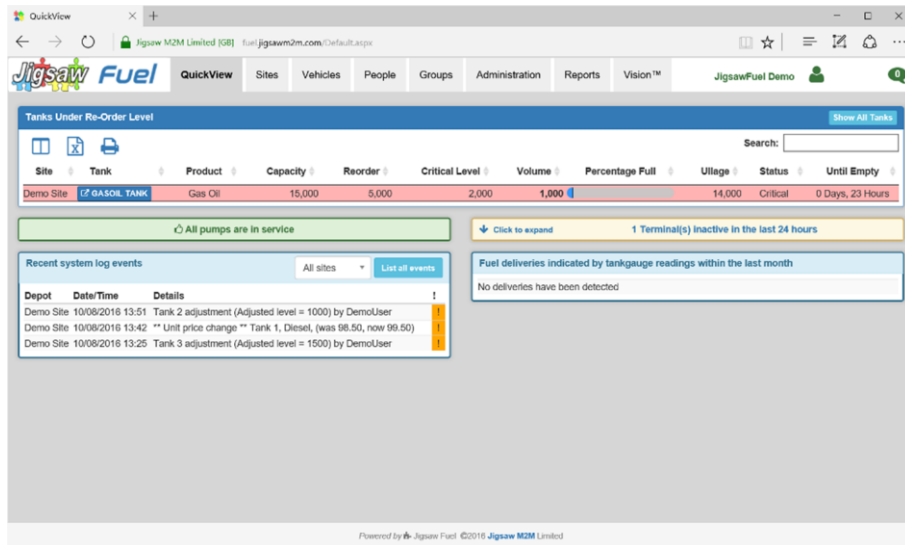 QuickView
Jigsaw M2M Limited [GB] fuel.jigsawm2m.com/Default.aspx
Jigsaw Fuel QuickView Sites Vehicles People Groups Administration Reports Vision™ JigsawFuel Demo 0
Tanks Under Re-Order Level Show All Tanks
Search:
Site Tank Product Capacity Reorder Critical Level Volume Percentage Full Ullage Status Until Empty
Demo Site GASOIL TANK Gas Oil 15,000 5,000 2,000 1,000 14,000 Critical 0 Days, 23 Hours
All pumps are in service
Click to expand 1 Terminal(s) inactive in the last 24 hours
Recent system log events All sites List all events
Depot Date/Time Details !
Demo Site 10/08/2016 13:51 Tank 2 adjustment (Adjusted level = 1000) by DemoUser !
Demo Site 10/08/2016 13:42 ** Unit price change ** Tank 1, Diesel, (was 98.50, now 99.50) !
Demo Site 10/08/2016 13:25 Tank 3 adjustment (Adjusted level = 1500) by DemoUser !
Fuel deliveries indicated by tankgauge readings within the last month
No deliveries have been detected
Powered by Jigsaw Fuel ©2016 Jigsaw M2M Limited